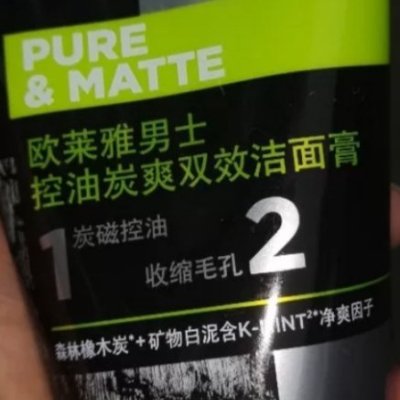 PURE
& MATTE
欧莱雅男士
控油炭爽双效洁面膏
1 炭磁控油
收缩毛孔 2
森林橡木炭*+矿物白泥含K-MINT²*净爽因子